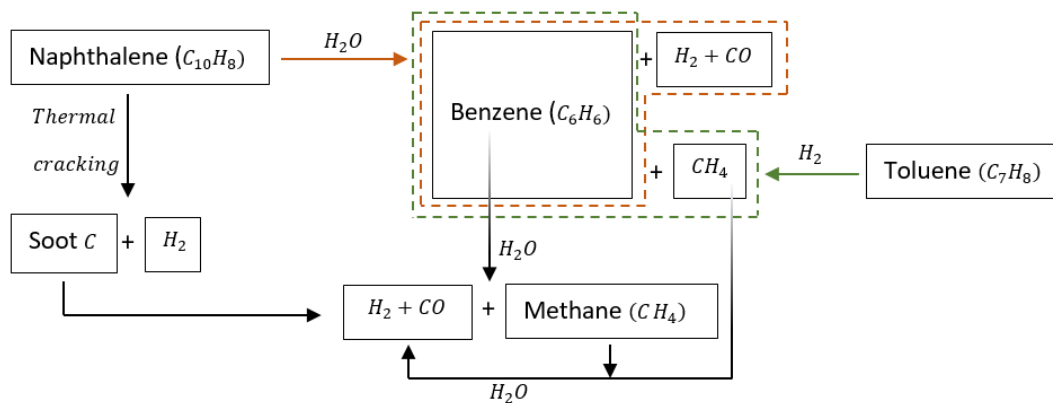 Naphthalene (C₁₀H₈)
H₂O
Benzene (C₆H₆)
+
H₂ + CO
Thermal
cracking
+
CH₄
H₂
Toluene (C₇H₈)
Soot C
+
H₂
H₂O
H₂ + CO
+
Methane (CH₄)
H₂O